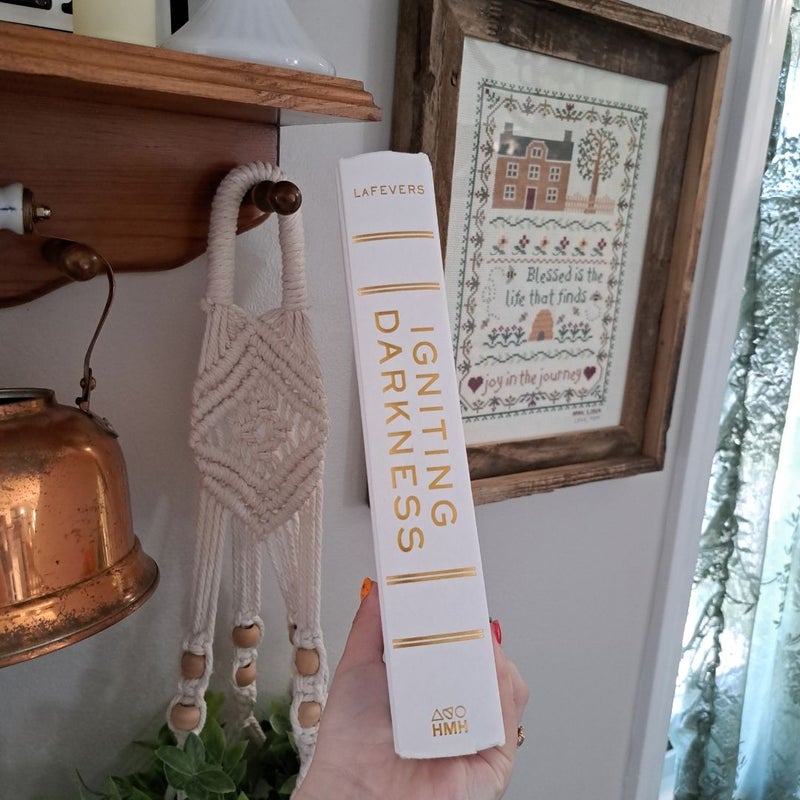 LAFEVERS
IGNITING
DARKNESS
HMH
Blessed is the
life that finds
joy in the journey